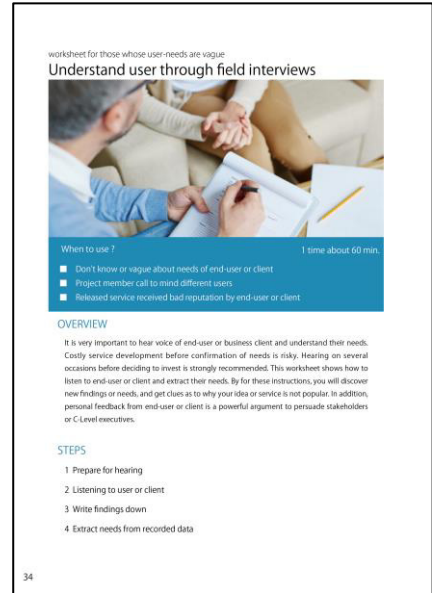 worksheet for those whose user-needs are vague
Understand user through field interviews
When to use ?
1 time about 60 min.
Don't know or vague about needs of end-user or client
Project member call to mind different users
Released service received bad reputation by end-user or client
OVERVIEW
It is very important to hear voice of end-user or business client and understand their needs.
Costly service development before confirmation of needs is risky. Hearing on several
occasions before deciding to invest is strongly recommended. This worksheet shows how to
listen to end-user or client and extract their needs. By for these instructions, you will discover
new findings or needs, and get clues as to why your idea or service is not popular. In addition,
personal feedback from end-user or client is a powerful argument to persuade stakeholders
or C-Level executives.
STEPS
1 Prepare for hearing
2 Listening to user or client
3 Write findings down
4 Extract needs from recorded data
34